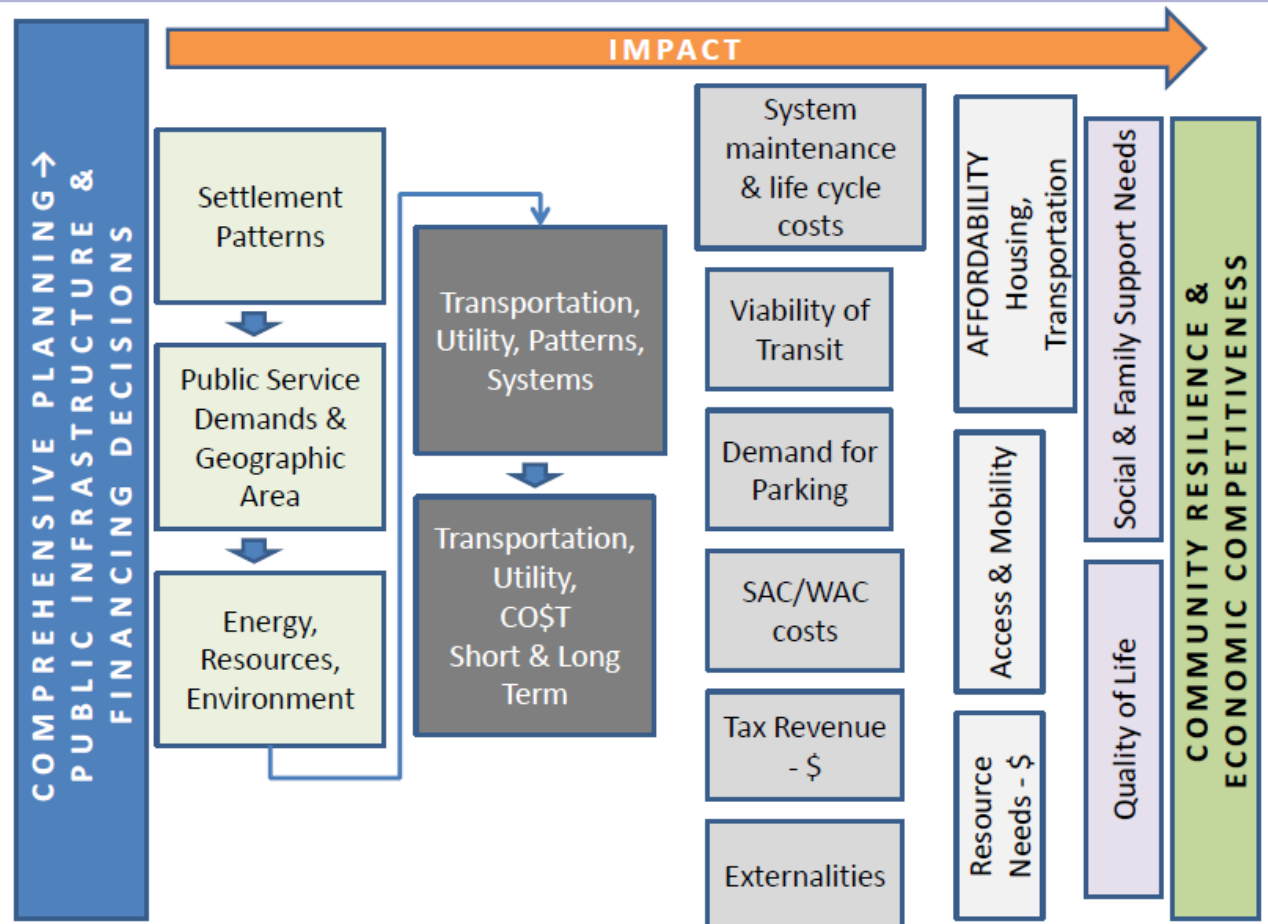 IMPACT
COMPREHENSIVE PLANNING→
PUBLIC INFRASTRUCTURE &
FINANCING DECISIONS
Settlement
Patterns
Public Service
Demands &
Geographic
Area
Energy,
Resources,
Environment
Transportation,
Utility, Patterns,
Systems
Transportation,
Utility,
CO$T
Short & Long
Term
System
maintenance
& life cycle
costs
Viability of
Transit
Demand for
Parking
SAC/WAC
costs
Tax Revenue
- $
Externalities
AFFORDABILITY
Housing,
Transportation
Access & Mobility
Resource
Needs - $
Social & Family Support Needs
Quality of Life
COMMUNITY RESILIENCE &
ECONOMIC COMPETITIVENESS